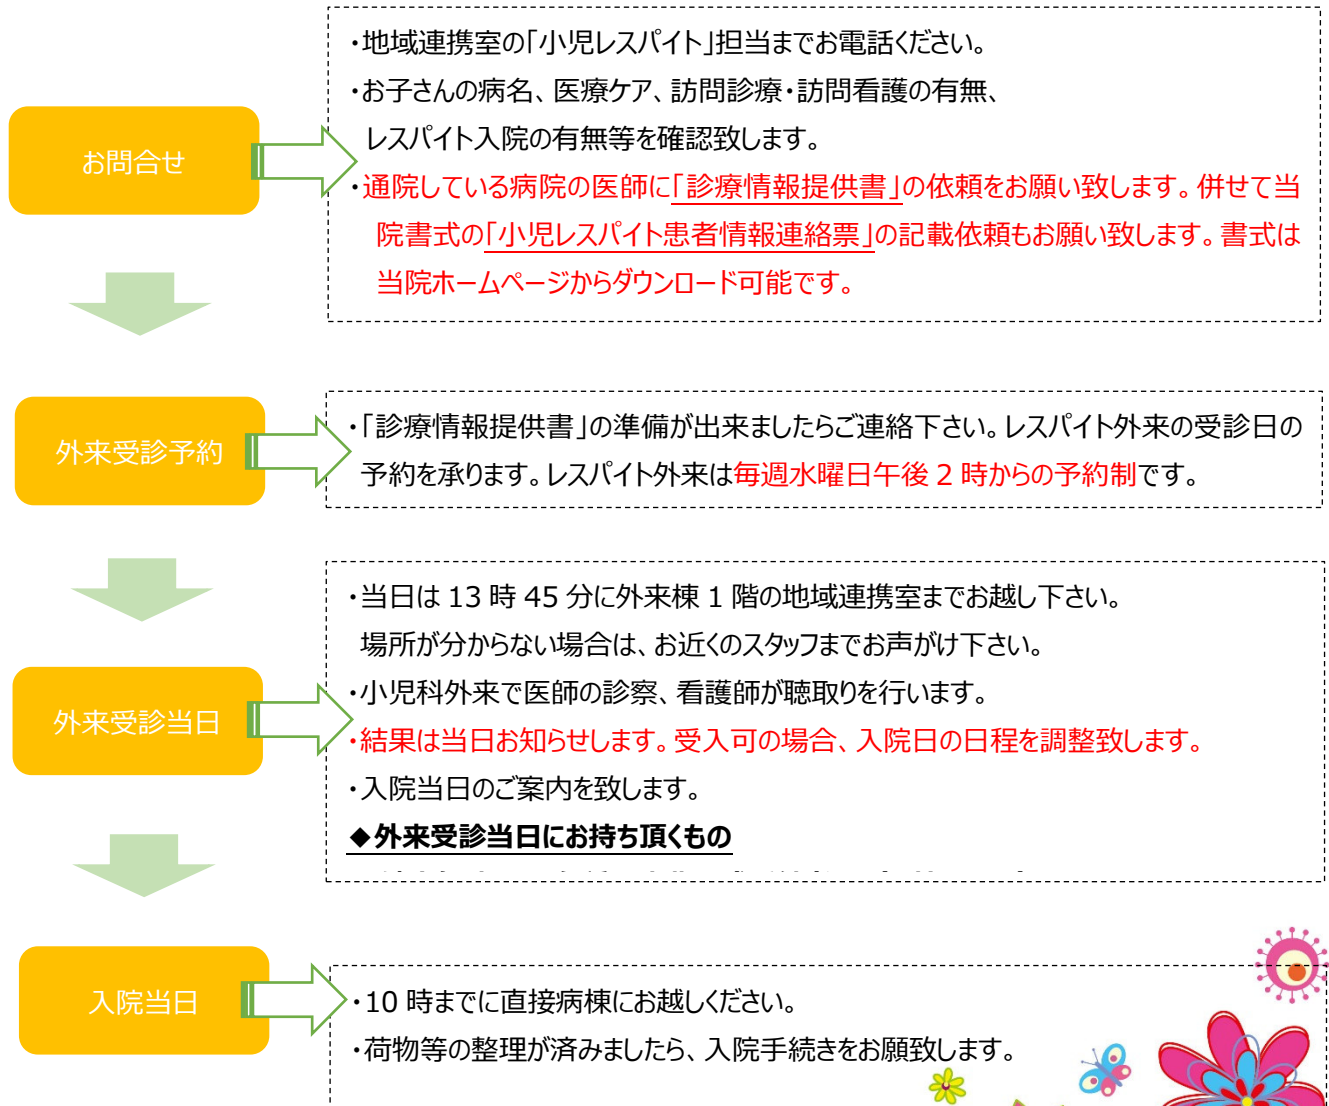 お問合せ
・地域連携室の「小児レスパイト」担当までお電話ください。
・お子さんの病名、医療ケア、訪問診療・訪問看護の有無、
レスパイト入院の有無等を確認致します。
・通院している病院の医師に「診療情報提供書」の依頼をお願い致します。併せて当
院書式の「小児レスパイト患者情報連絡票」の記載依頼もお願い致します。書式は
当院ホームページからダウンロード可能です。
外来受診予約
・「診療情報提供書」の準備が出来ましたらご連絡下さい。レスパイト外来の受診日の
予約を承ります。レスパイト外来は毎週水曜日午後 2 時からの予約制です。
外来受診当日
・当日は 13 時 45 分に外来棟 1 階の地域連携室までお越し下さい。
場所が分からない場合は、お近くのスタッフまでお声がけ下さい。
・小児科外来で医師の診察、看護師が聴取りを行います。
・結果は当日お知らせします。受入可の場合、入院日の日程を調整致します。
・入院当日のご案内を致します。
◆外来受診当日にお持ち頂くもの
入院当日
・10 時までに直接病棟にお越しください。
・荷物等の整理が済みましたら、入院手続きをお願致します。